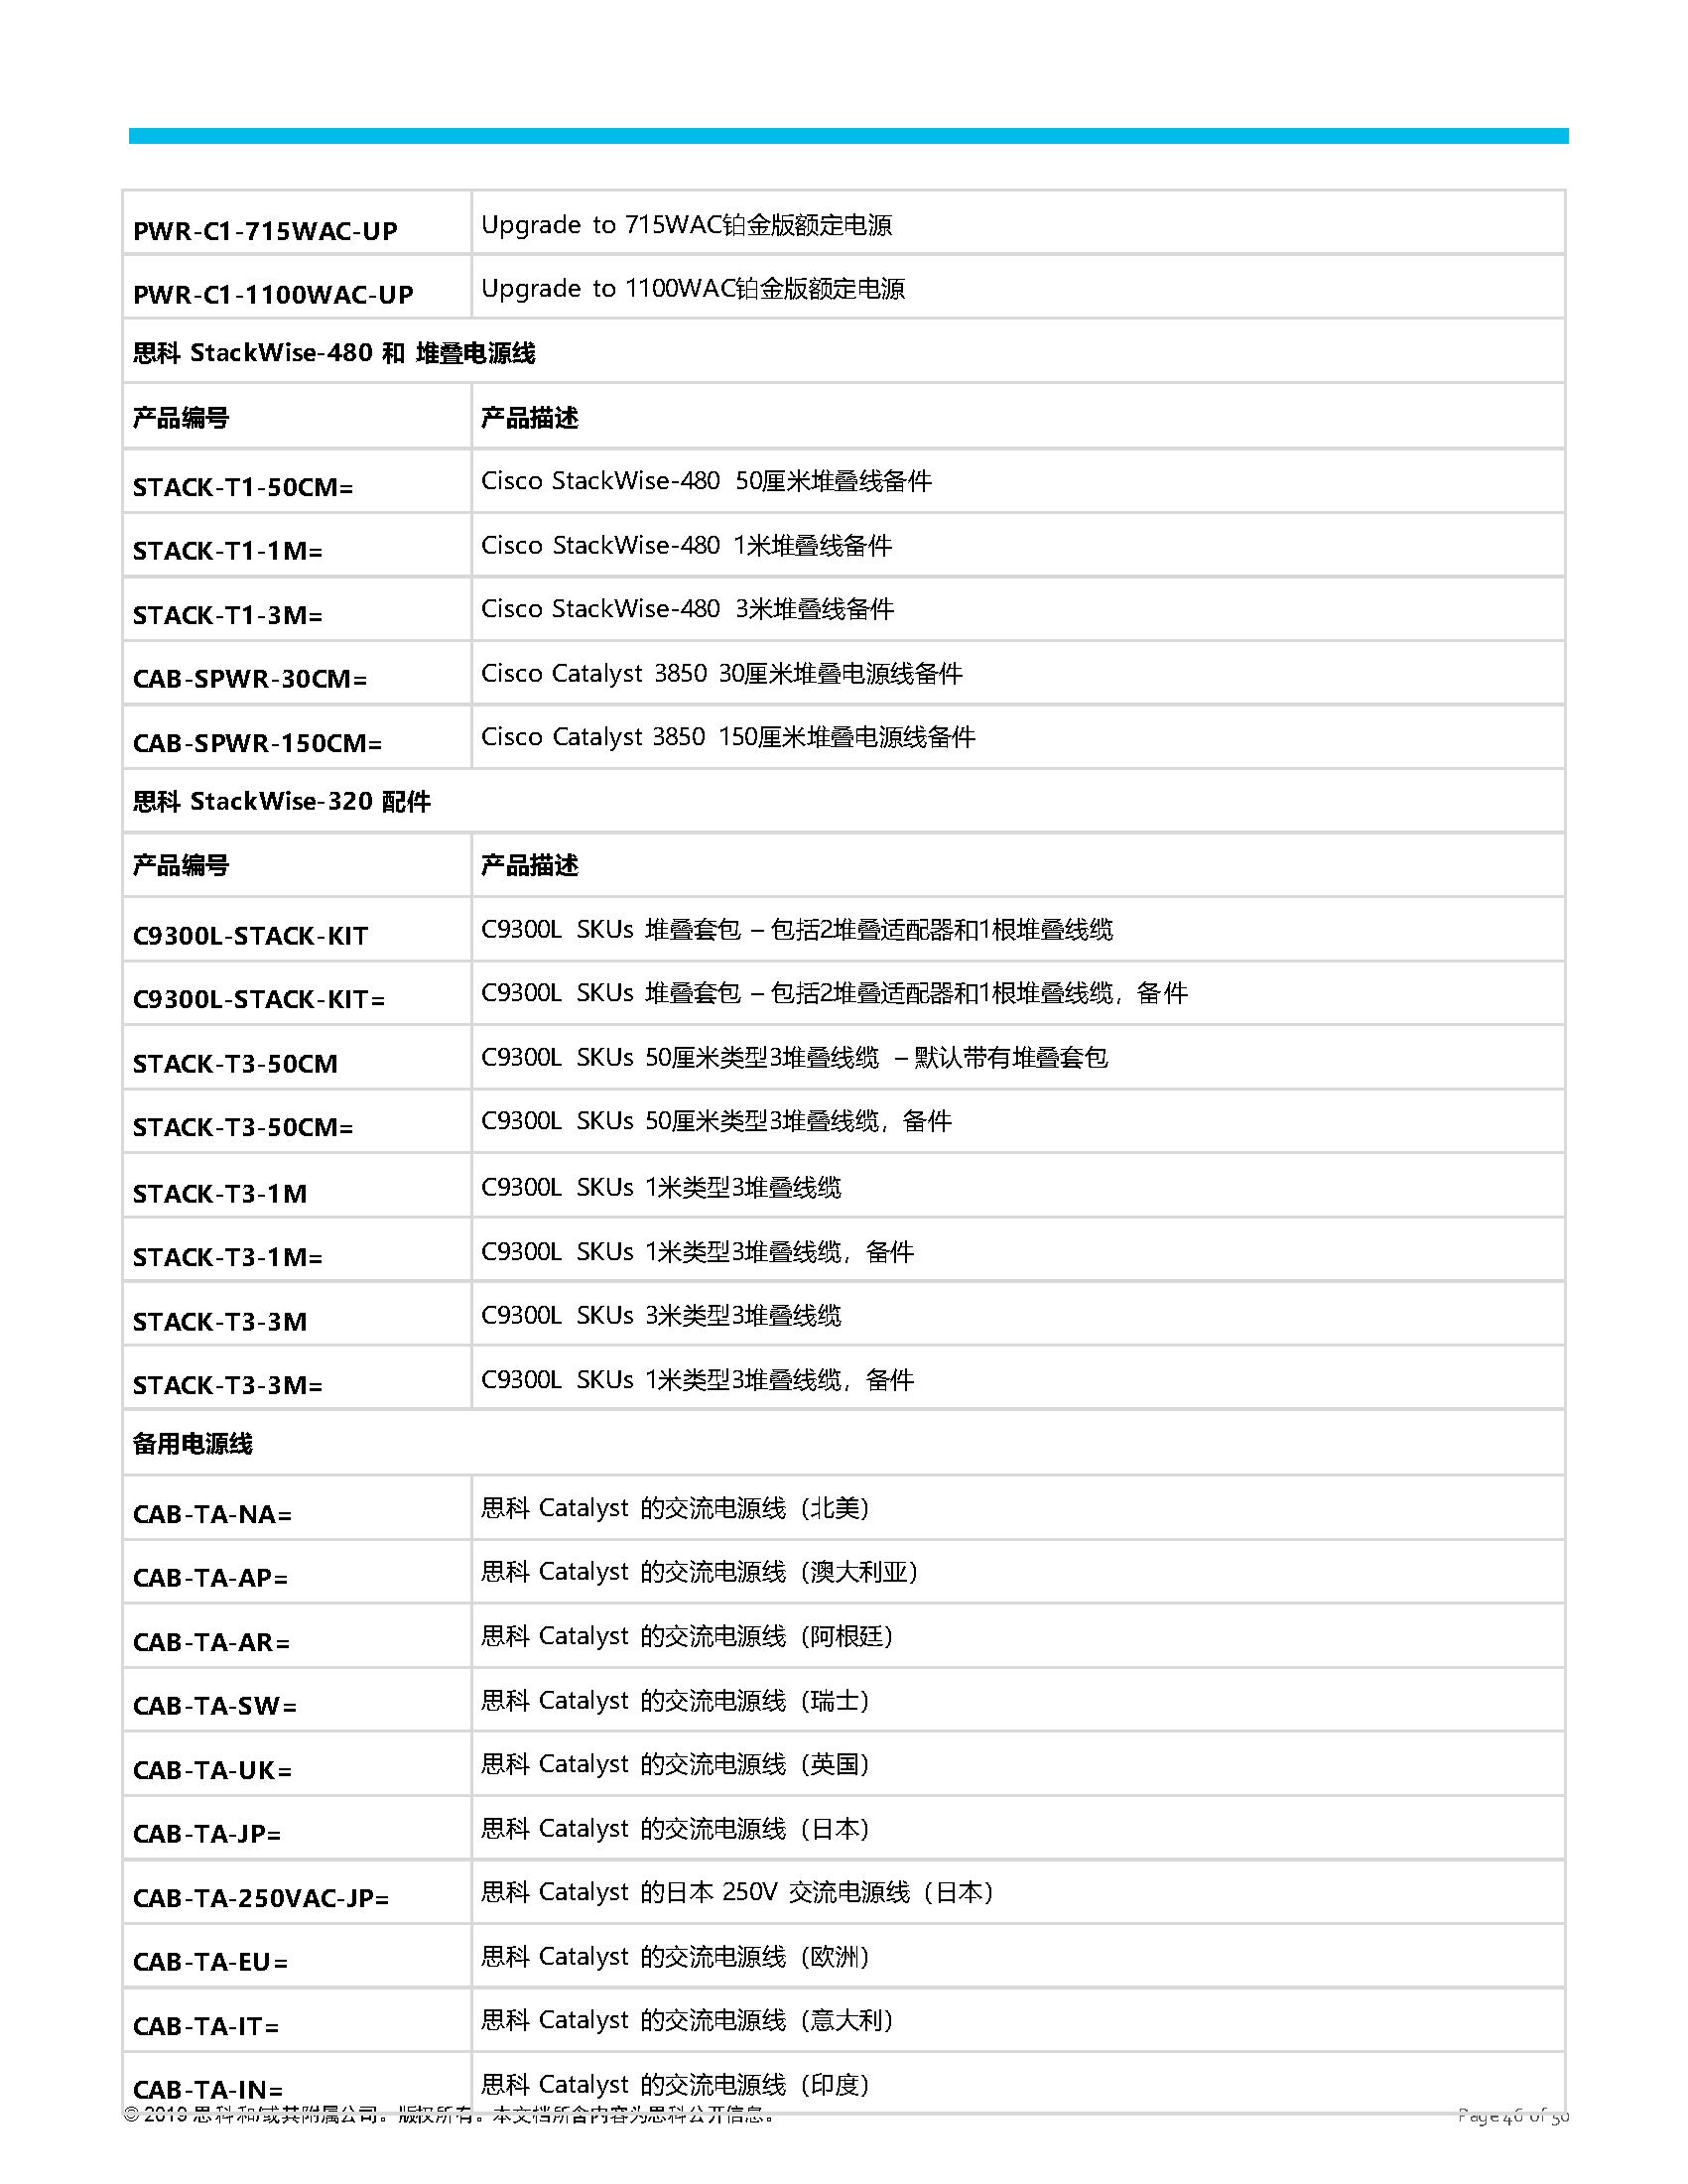 PWR-C1-715WAC-UP Upgrade to 715WAC铂金版额定电源
PWR-C1-1100WAC-UP Upgrade to 1100WAC铂金版额定电源
思科 StackWise-480 和 堆叠电源线
产品编号 产品描述
STACK-T1-50CM= Cisco StackWise-480 50厘米堆叠线备件
STACK-T1-1M= Cisco StackWise-480 1米堆叠线备件
STACK-T1-3M= Cisco StackWise-480 3米堆叠线备件
CAB-SPWR-30CM= Cisco Catalyst 3850 30厘米堆叠电源线备件
CAB-SPWR-150CM= Cisco Catalyst 3850 150厘米堆叠电源线备件
思科 StackWise-320 配件
产品编号 产品描述
C9300L-STACK-KIT C9300L SKUs 堆叠套包 – 包括2堆叠适配器和1根堆叠线缆
C9300L-STACK-KIT= C9300L SKUs 堆叠套包 – 包括2堆叠适配器和1根堆叠线缆，备件
STACK-T3-50CM C9300L SKUs 50厘米类型3堆叠线缆 – 默认带有堆叠套包
STACK-T3-50CM= C9300L SKUs 50厘米类型3堆叠线缆，备件
STACK-T3-1M C9300L SKUs 1米类型3堆叠线缆
STACK-T3-1M= C9300L SKUs 1米类型3堆叠线缆，备件
STACK-T3-3M C9300L SKUs 3米类型3堆叠线缆
STACK-T3-3M= C9300L SKUs 1米类型3堆叠线缆，备件
备用电源线
CAB-TA-NA= 思科 Catalyst 的交流电源线（北美）
CAB-TA-AP= 思科 Catalyst 的交流电源线（澳大利亚）
CAB-TA-AR= 思科 Catalyst 的交流电源线（阿根廷）
CAB-TA-SW= 思科 Catalyst 的交流电源线（瑞士）
CAB-TA-UK= 思科 Catalyst 的交流电源线（英国）
CAB-TA-JP= 思科 Catalyst 的交流电源线（日本）
CAB-TA-250VAC-JP= 思科 Catalyst 的日本 250V 交流电源线（日本）
CAB-TA-EU= 思科 Catalyst 的交流电源线（欧洲）
CAB-TA-IT= 思科 Catalyst 的交流电源线（意大利）
CAB-TA-IN= 思科 Catalyst 的交流电源线（印度）
© 2019 思科和/或其附属公司。版权所有。本文档所含内容为思科公开信息。 Page 46 of 50